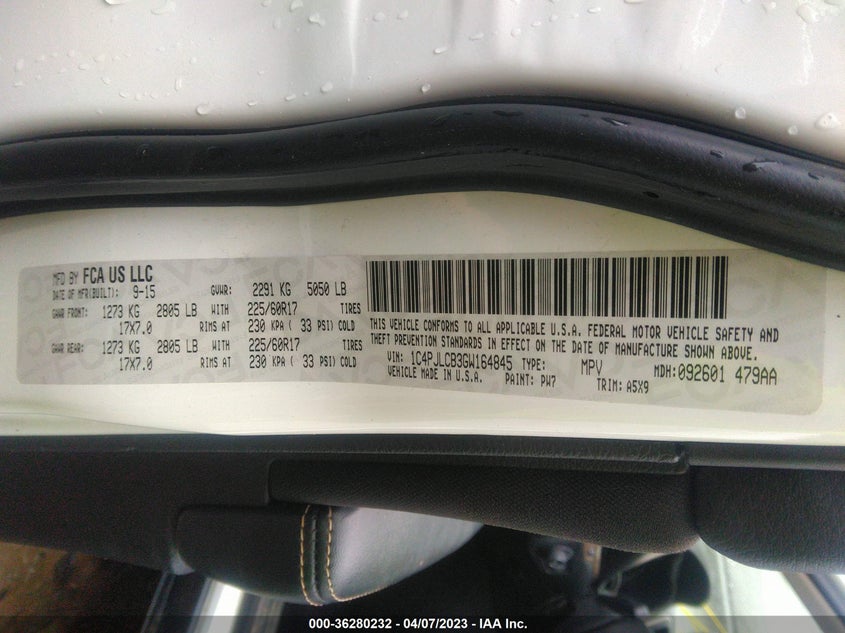 MFD BY FCA US LLC
DATE OF MFR(BUILT): 9-15 GVWR: 2291 KG 5050 LB
GAWR FRONT: 1273 KG 2805 LB WITH 225/60R17 TIRES
17X7.0 RIMS AT 230 KPA ( 33 PSI) COLD
GAWR REAR: 1273 KG 2805 LB WITH 225/60R17 TIRES
17X7.0 RIMS AT 230 KPA ( 33 PSI) COLD
THIS VEHICLE CONFORMS TO ALL APPLICABLE U.S.A. FEDERAL MOTOR VEHICLE SAFETY AND
THEFT PREVENTION STANDARDS IN EFFECT ON THE DATE OF MANUFACTURE SHOWN ABOVE.
VIN: 1C4PJLCB3GW164845 TYPE: MPV MDH:092601 479AA
VEHICLE MADE IN U.S.A. PAINT: PW7 TRIM: A5X9
000-36280232 - 04/07/2023 - IAA Inc.